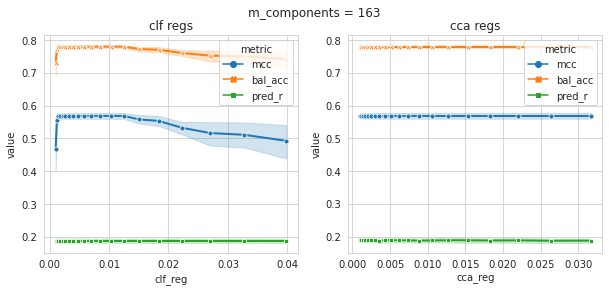 m_components = 163
clf regs
value
0.8
0.7
0.6
0.5
0.4
0.3
0.2
metric
mcc
bal_acc
pred_r
0.00 0.01 0.02 0.03 0.04
clf_reg
cca regs
value
0.8
0.7
0.6
0.5
0.4
0.3
0.2
metric
mcc
bal_acc
pred_r
0.000 0.005 0.010 0.015 0.020 0.025 0.030
cca_reg